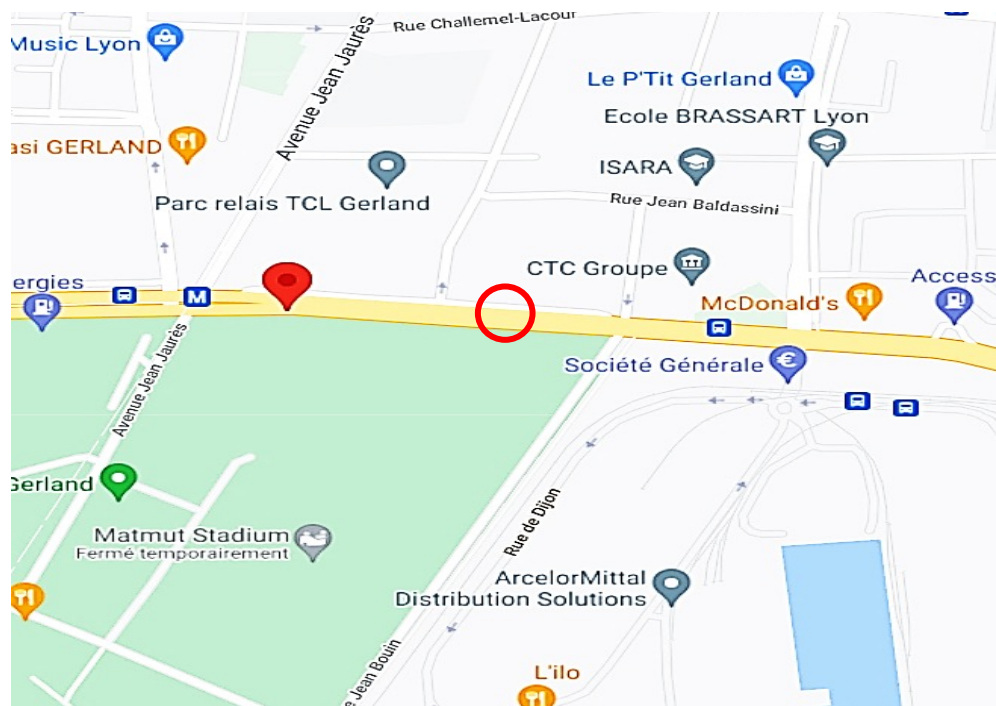 Rue Challemel-Lacour
Music Lyon
Avenue Jean Jaurès
Le P'Tit Gerland
Ecole BRASSART Lyon
asi GERLAND
ISARA
Parc relais TCL Gerland
Rue Jean Baldassini
CTC Groupe
ergies
M
McDonald's
Access
Avenue Jean Jaurès
Société Générale
€
Gerland
Rue de Dijon
Matmut Stadium
Fermé temporairement
ArcelorMittal
Distribution Solutions
Jean Bouin
L'ilo